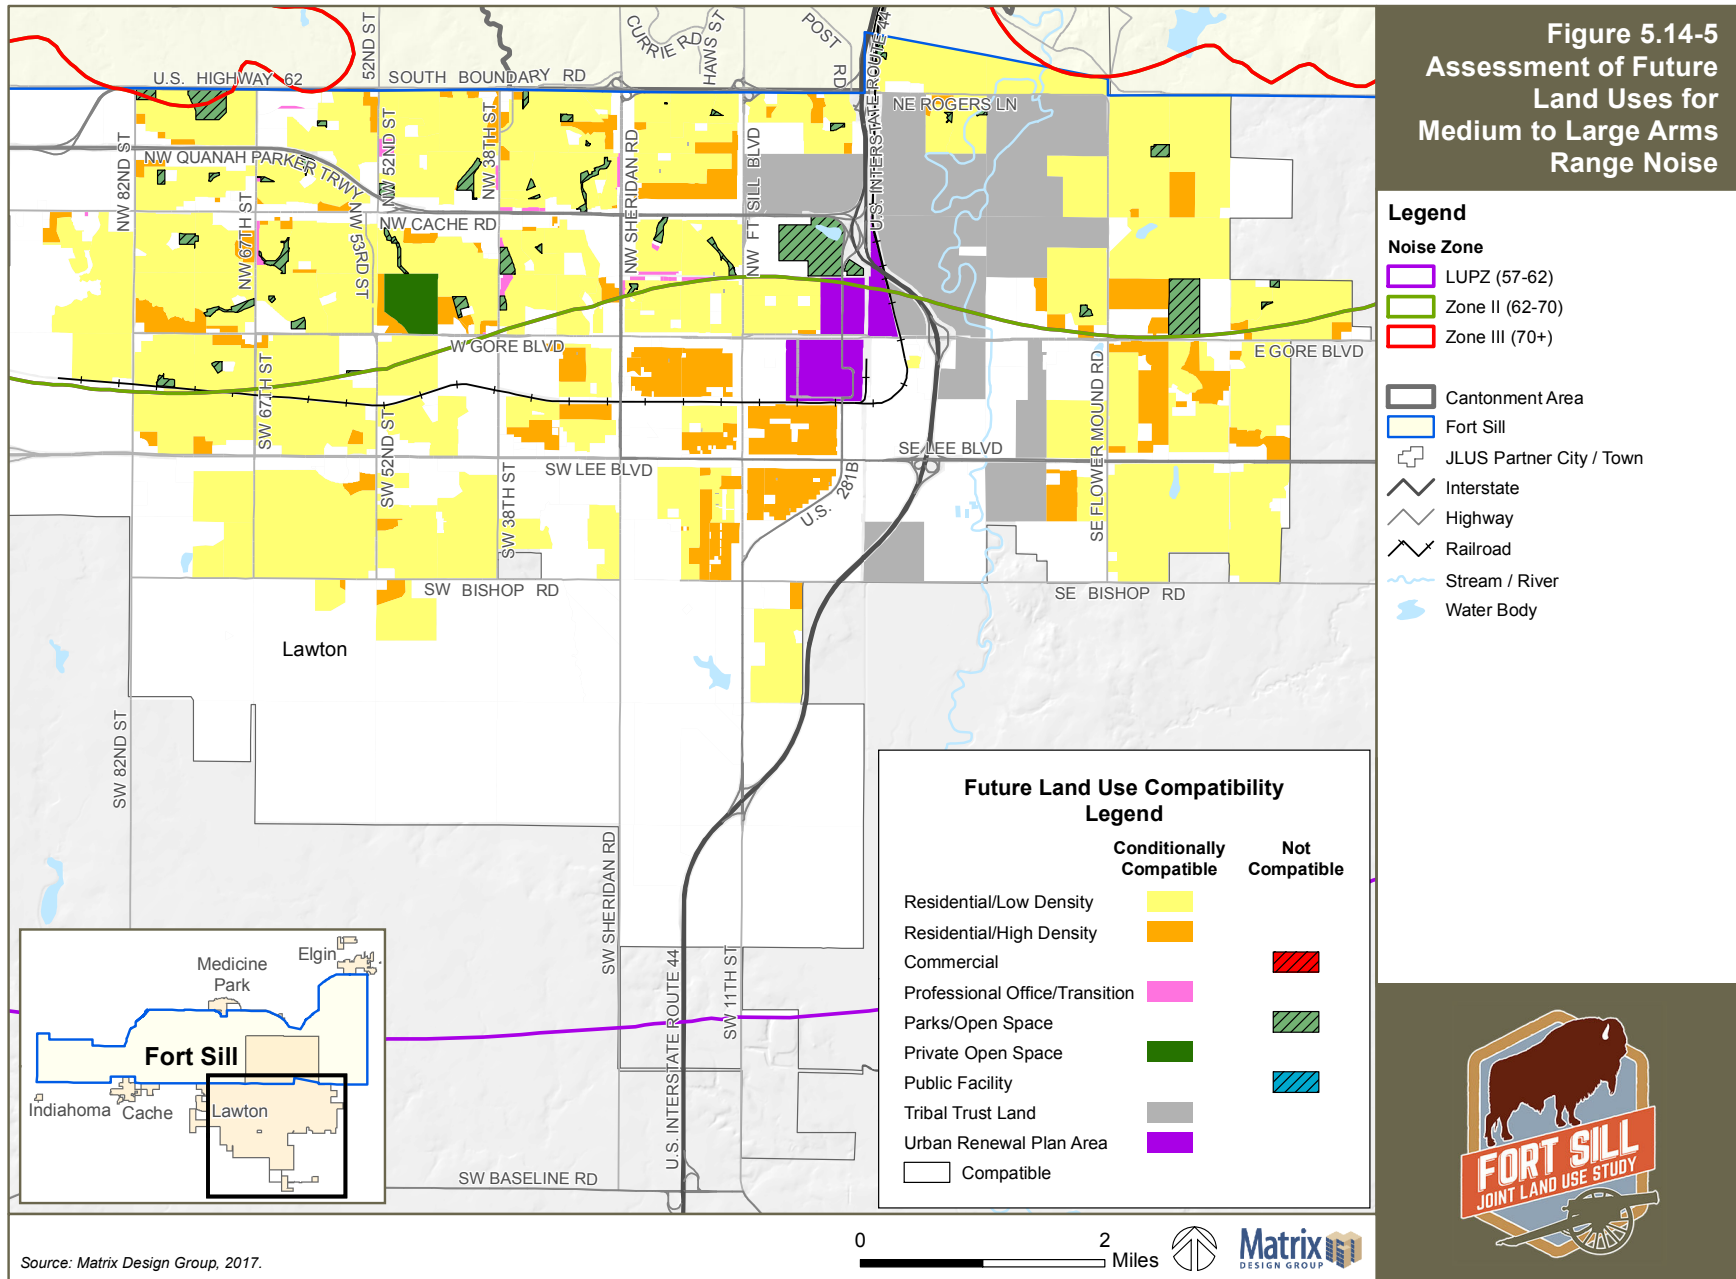 Figure 5.14-5
Assessment of Future
Land Uses for
Medium to Large Arms
Range Noise
Legend
Noise Zone
LUPZ (57-62)
Zone II (62-70)
Zone III (70+)
Cantonment Area
Fort Sill
JLUS Partner City / Town
Interstate
Highway
Railroad
Stream / River
Water Body
52ND ST
CURRIE RD
HAWS ST
POST
RD
U.S. INTERSTATE ROUTE 44
U.S. HIGHWAY 62
SOUTH BOUNDARY RD
NE ROGERS LN
NW 82ND ST
NW QUANAH PARKER TRWY
NW 52ND ST
NW 38TH ST
NW SHERIDAN RD
NW FT SILL BLVD
NW 67TH ST
NW 53RD ST
NW CACHE RD
W GORE BLVD
E GORE BLVD
SW 67TH ST
SW 52ND ST
SW 38TH ST
SW LEE BLVD
SE LEE BLVD
SE FLOWER MOUND RD
U.S. 281B
SW BISHOP RD
SE BISHOP RD
Lawton
SW 82ND ST
SW SHERIDAN RD
U.S. INTERSTATE ROUTE 44
SW 11TH ST
SW BASELINE RD
Future Land Use Compatibility
Legend
Conditionally
Compatible
Not
Compatible
Residential/Low Density
Residential/High Density
Commercial
Professional Office/Transition
Parks/Open Space
Private Open Space
Public Facility
Tribal Trust Land
Urban Renewal Plan Area
Compatible
Elgin
Medicine
Park
Fort Sill
Indiahoma
Cache
Lawton
Source: Matrix Design Group, 2017.
0 2
Miles
Matrix
DESIGN GROUP
FORT SILL
JOINT LAND USE STUDY